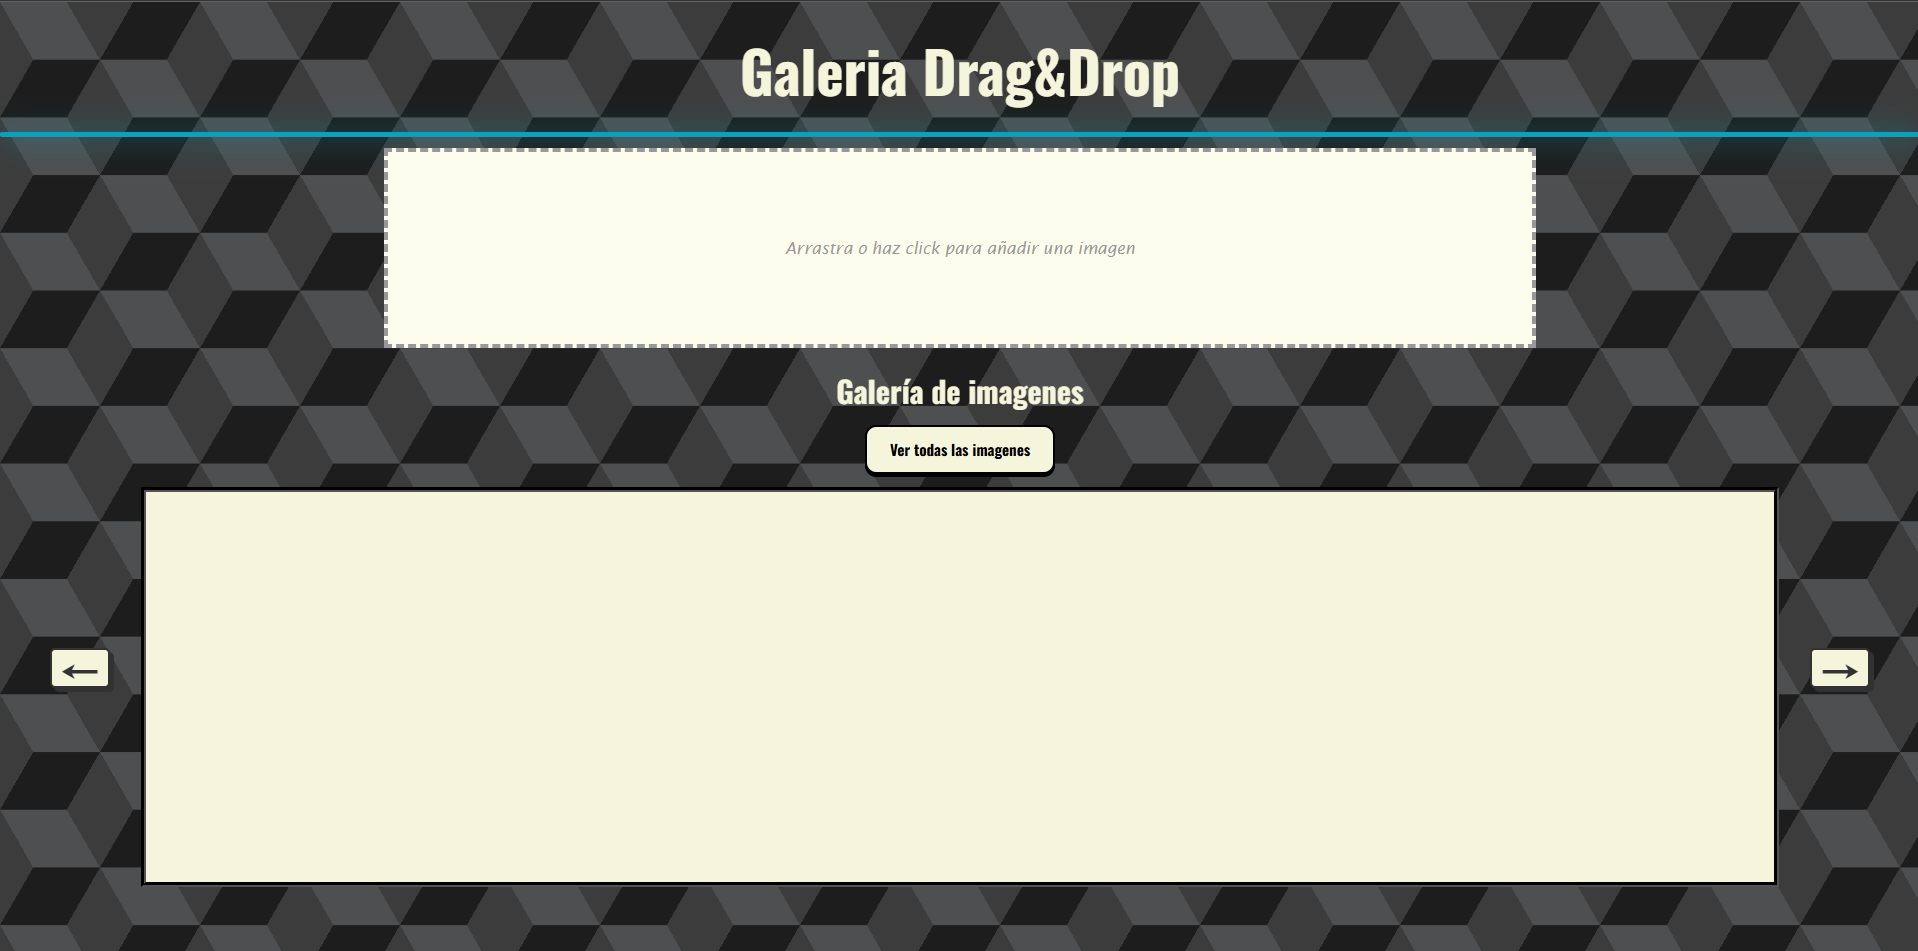 Galeria Drag&Drop
Arrastra o haz click para añadir una imagen
Galería de imagenes
Ver todas las imagenes
←
→